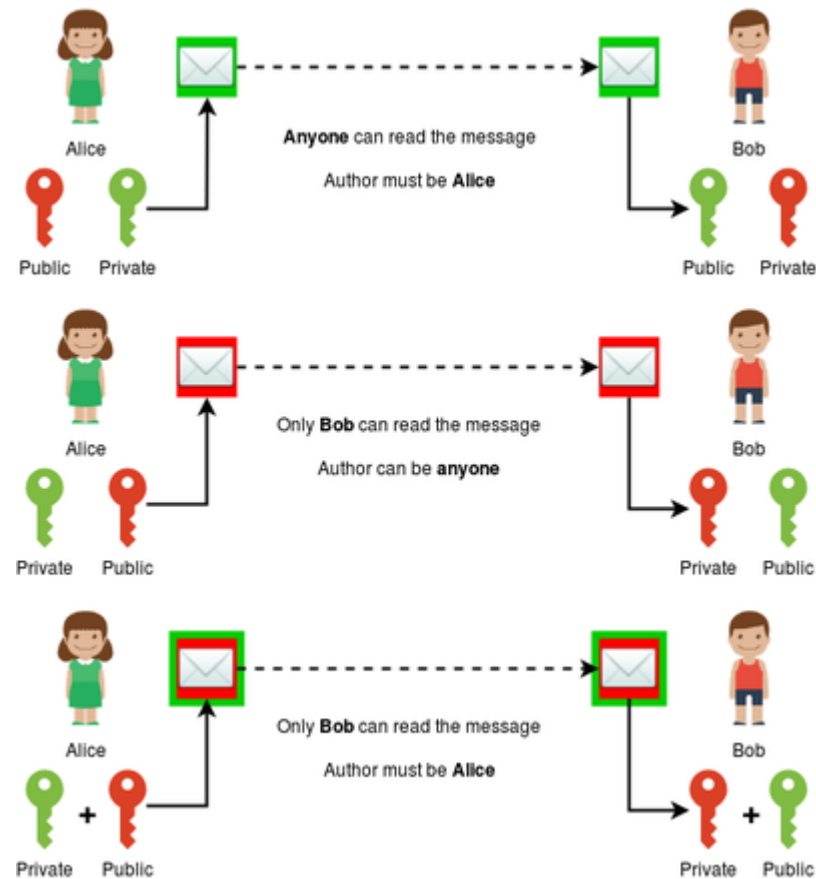 Alice
Bob
Anyone can read the message
Author must be Alice
Public Private
Public Private
Alice
Bob
Only Bob can read the message
Author can be anyone
Private Public
Private Public
Alice
Bob
Only Bob can read the message
Author must be Alice
+
+
Private Public
Private Public